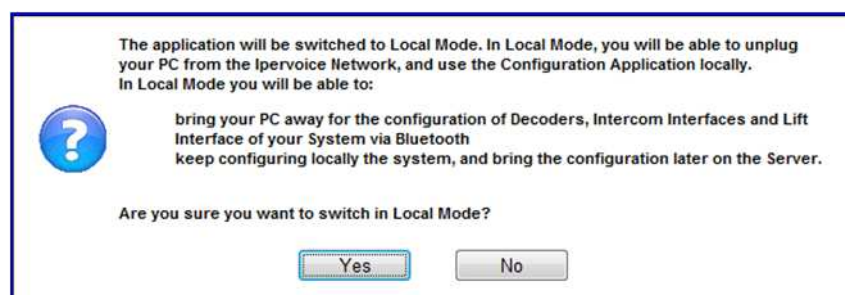 The application will be switched to Local Mode. In Local Mode, you will be able to unplug
your PC from the Ipervoice Network, and use the Configuration Application locally.
In Local Mode you will be able to:
bring your PC away for the configuration of Decoders, Intercom Interfaces and Lift
Interface of your System via Bluetooth
keep configuring locally the system, and bring the configuration later on the Server.
Are you sure you want to switch in Local Mode?
Yes No